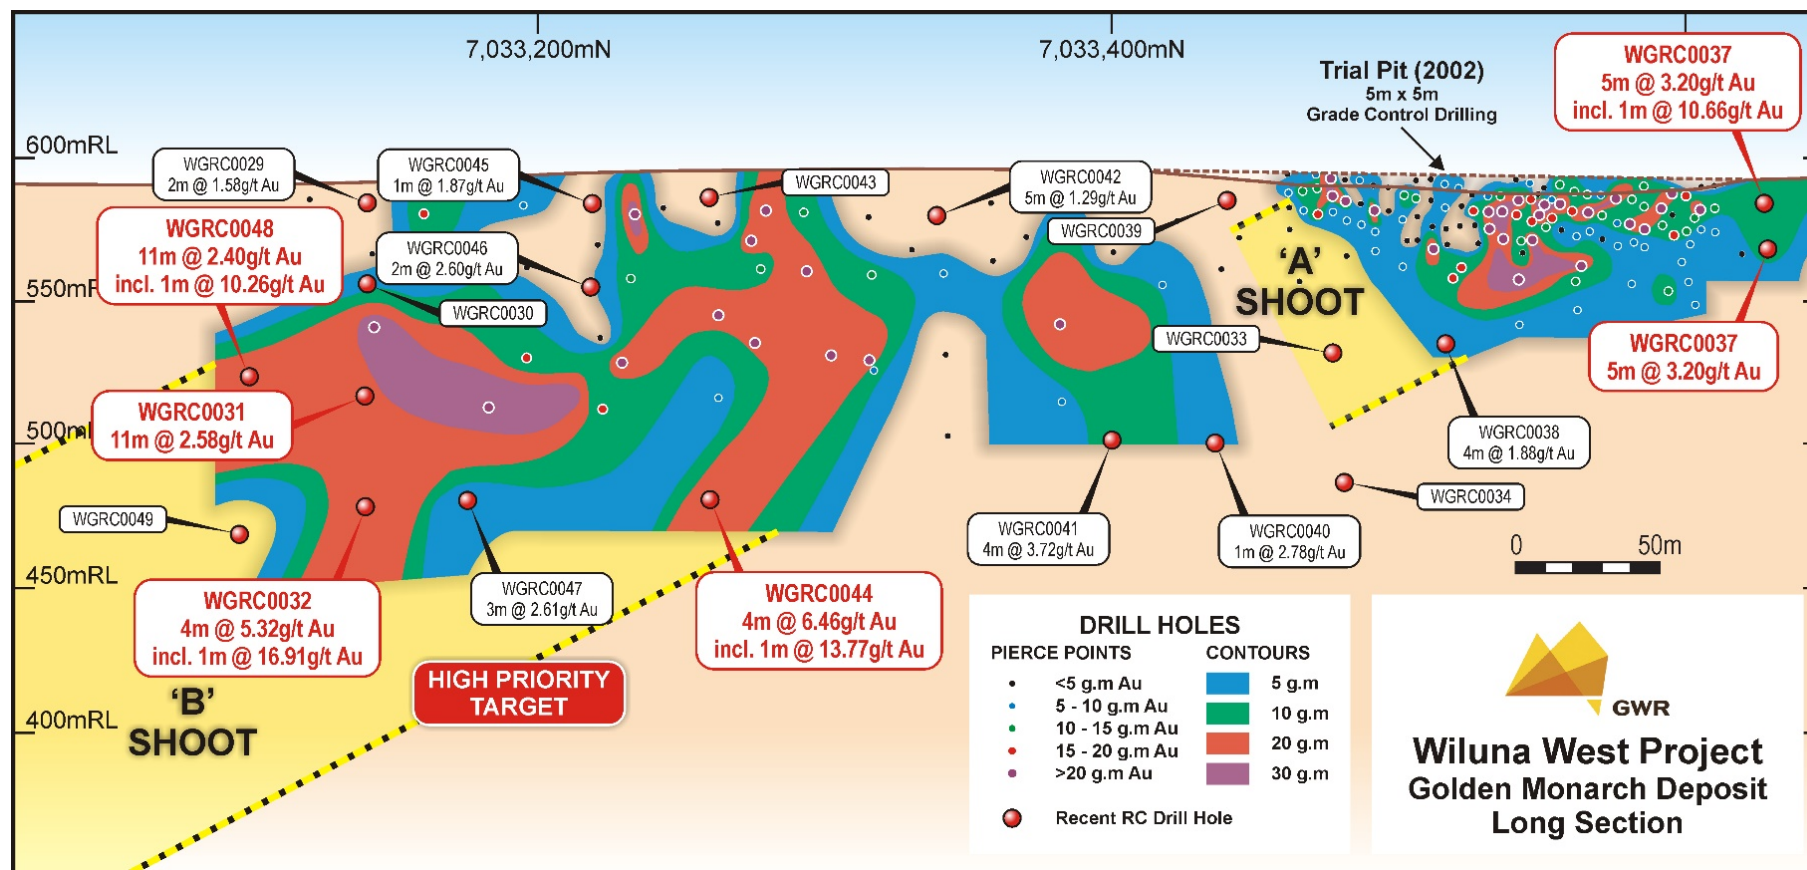 7,033,200mN
7,033,400mN
Trial Pit (2002)
5m x 5m
Grade Control Drilling
WGRC0037
5m @ 3.20g/t Au
incl. 1m @ 10.66g/t Au
600mRL
WGRC0029
2m @ 1.58g/t Au
WGRC0045
1m @ 1.87g/t Au
WGRC0043
WGRC0042
5m @ 1.29g/t Au
WGRC0039
WGRC0048
11m @ 2.40g/t Au
incl. 1m @ 10.26g/t Au
WGRC0046
2m @ 2.60g/t Au
'A'
SHOOT
550mRL
WGRC0030
WGRC0033
WGRC0037
5m @ 3.20g/t Au
WGRC0031
11m @ 2.58g/t Au
500mRL
WGRC0038
4m @ 1.88g/t Au
WGRC0034
WGRC0049
WGRC0041
4m @ 3.72g/t Au
WGRC0040
1m @ 2.78g/t Au
0 50m
450mRL
WGRC0032
4m @ 5.32g/t Au
incl. 1m @ 16.91g/t Au
WGRC0047
3m @ 2.61g/t Au
WGRC0044
4m @ 6.46g/t Au
incl. 1m @ 13.77g/t Au
HIGH PRIORITY
TARGET
'B'
SHOOT
400mRL
DRILL HOLES
PIERCE POINTS CONTOURS
<5 g.m Au 5 g.m
5 - 10 g.m Au 10 g.m
10 - 15 g.m Au 20 g.m
15 - 20 g.m Au 30 g.m
>20 g.m Au
Recent RC Drill Hole
GWR
Wiluna West Project
Golden Monarch Deposit
Long Section